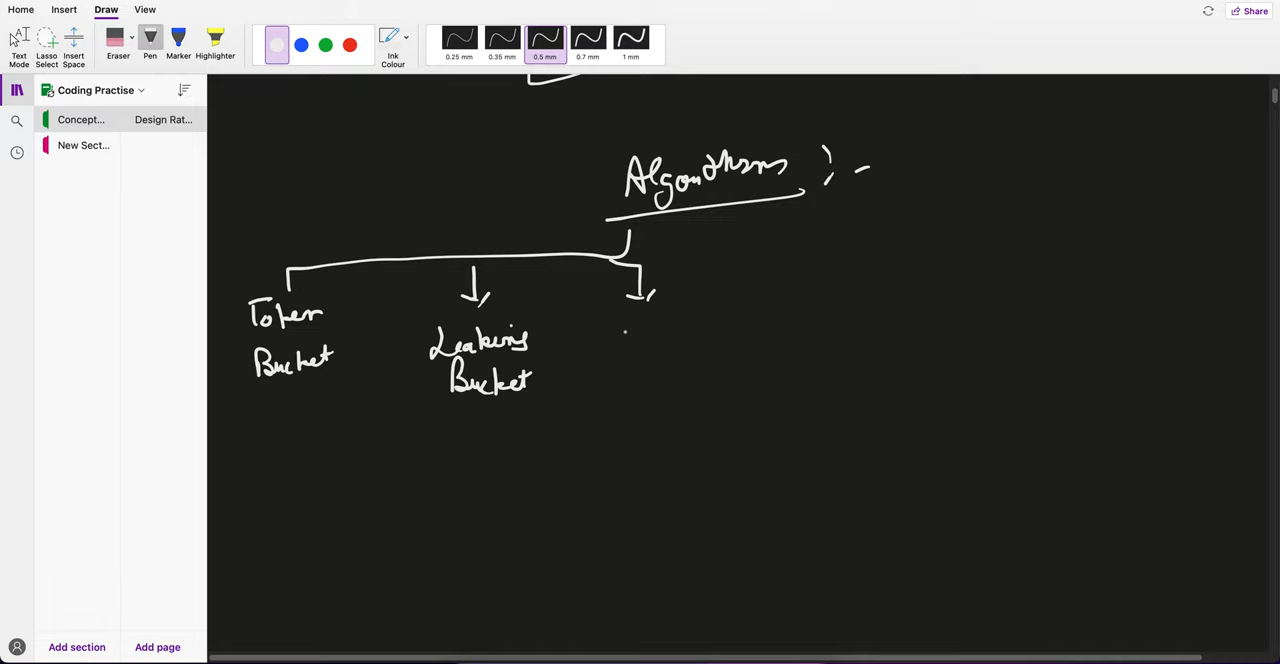 Home Insert Draw View
Share
Text Mode
Lasso Select
Insert Space
Eraser
Pen
Marker
Highlighter
Ink Colour
0.25 mm
0.35 mm
0.5 mm
0.7 mm
1 mm
Coding Practise
Concept... Design Rat...
New Sect...
Algorithms :-
Token
Bucket
Leaking
Bucket
Add section Add page